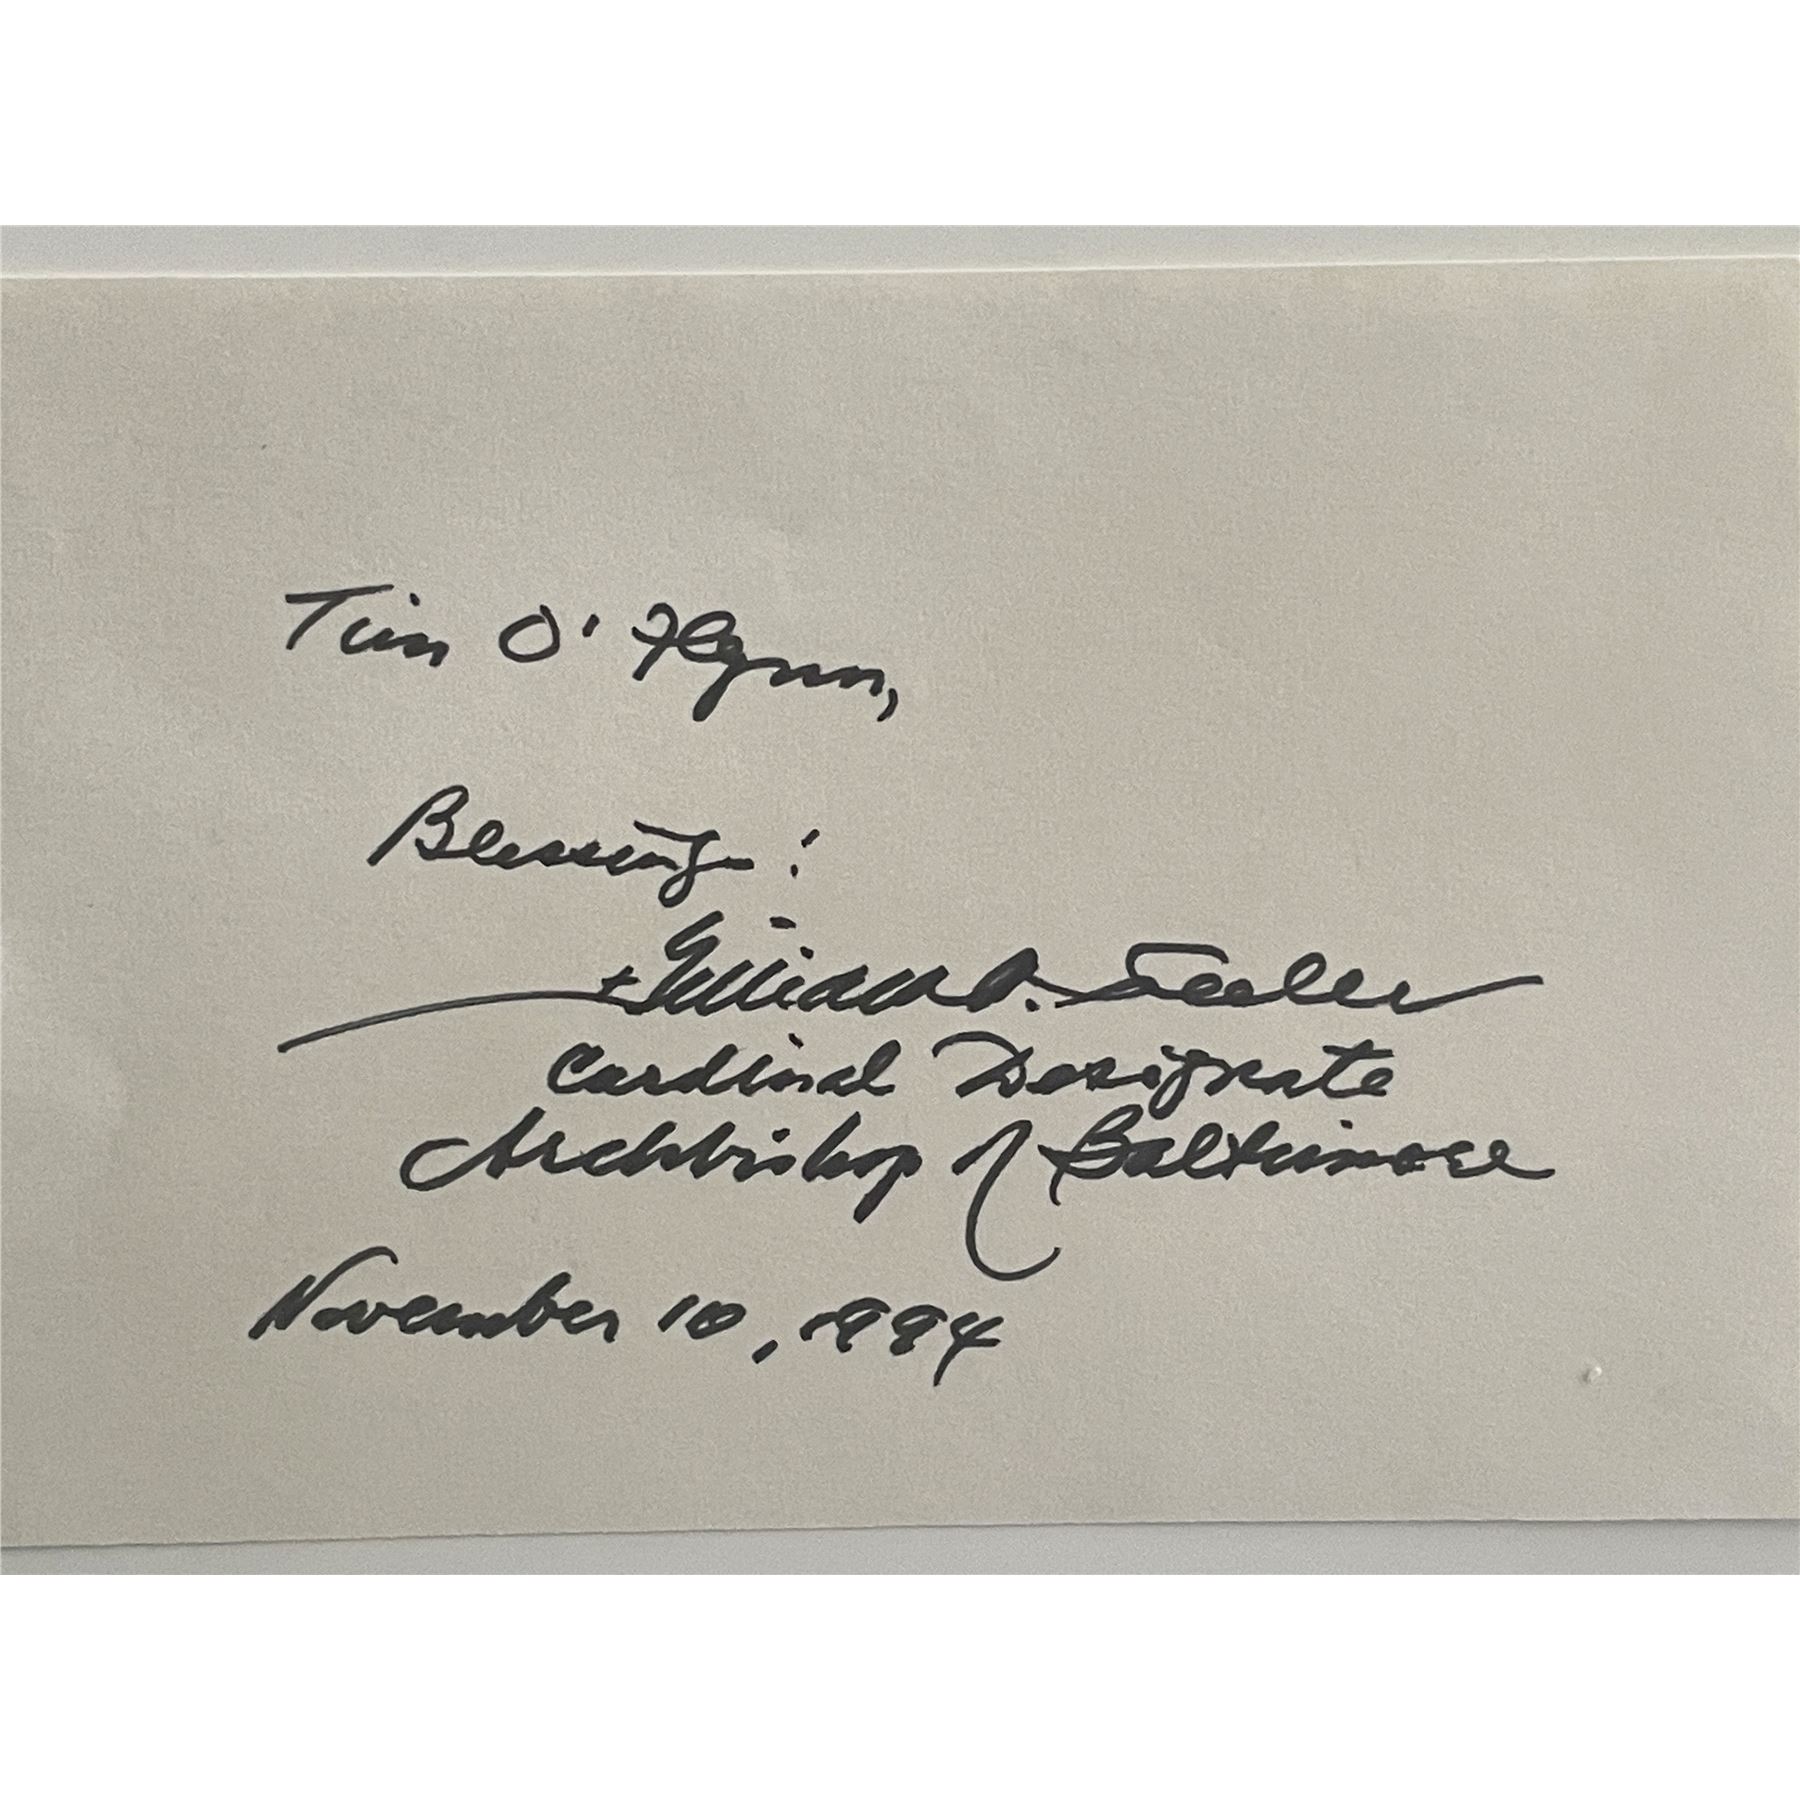 Tim O'Flynn,
Blessings!
+William H. Keeler
Cardinal Designate
Archbishop of Baltimore
November 10, 1994